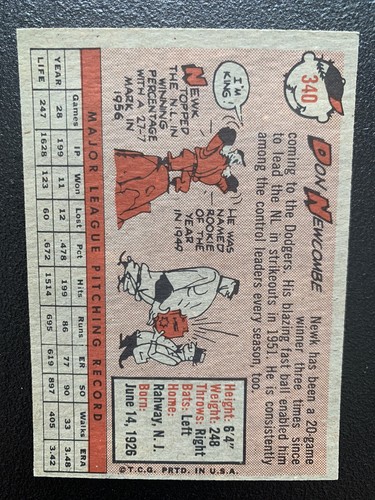 340
DON NEWCOMBE
Newk has been a 20-game
winner three times since
coming to the Dodgers. His blazing fast ball enabled him
to lead the NL in strikeouts in 1951. He is consistently
among the control leaders every season, too.
I'M KING!
NEWK
TOPPED
THE N.L. IN
WINNING
PERCENTAGE
WITH A 27-7
MARK IN
1956
HE WAS
NAMED
ROOKIE
OF THE
YEAR
IN 1949
Height: 6'4"
Weight: 248
Throws: Right
Bats: Left
Home:
Rahway, N. J.
Born:
June 14, 1926
© T.C.G. PRTD. IN U.S.A.
MAJOR LEAGUE PITCHING RECORD
Games IP Won Lost Pct Hits Runs ER SO Walks ERA
YEAR 28 199 11 12 .478 199 86 77 90 33 3.48
LIFE 247 1628 123 60 .672 1514 695 619 897 405 3.42